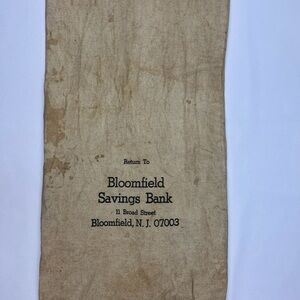 Return To
Bloomfield
Savings Bank
11 Broad Street
Bloomfield, N. J. 07003